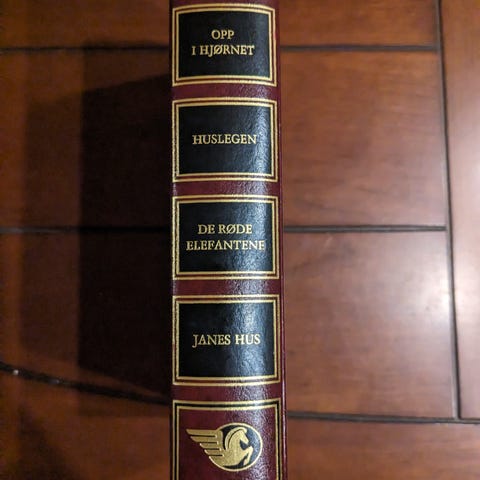 OPP
I HJØRNET
HUSLEGEN
DE RØDE
ELEFANTENE
JANES HUS